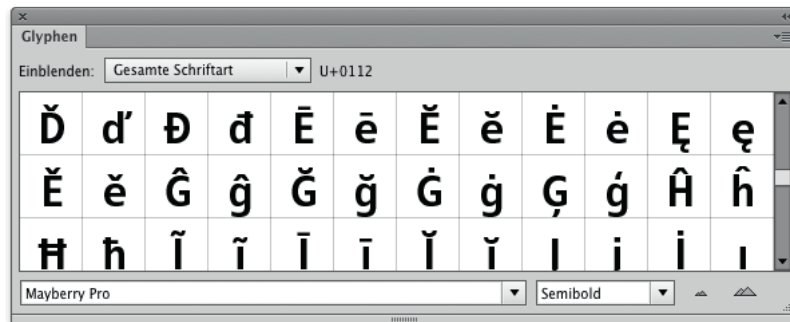 Glyphen
Einblenden: Gesamte Schriftart U+0112
Ď ď Đ đ Ē ē Ĕ ĕ Ė ė Ę ę
Ě ě Ĝ ĝ Ğ ğ Ġ ġ Ģ ģ Ĥ ĥ
Ħ ħ Ĩ ĩ Ī ī Ĭ ĭ Į į İ ı
Mayberry Pro Semibold